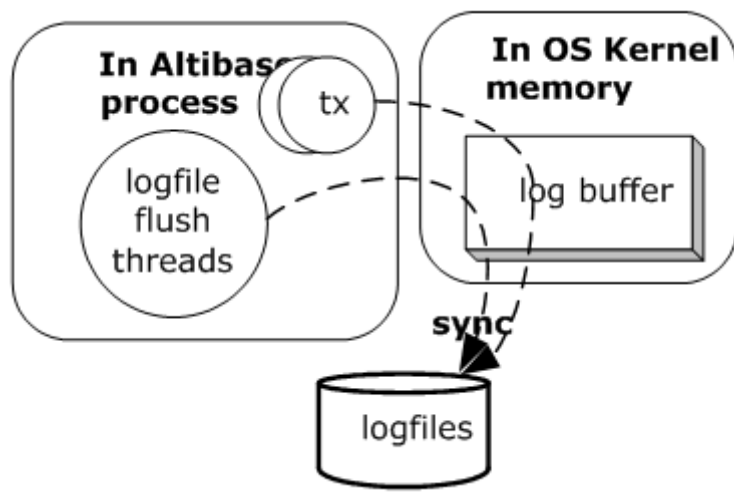 In Altibase
process
tx
logfile
flush
threads
In OS Kernel
memory
log buffer
sync
logfiles